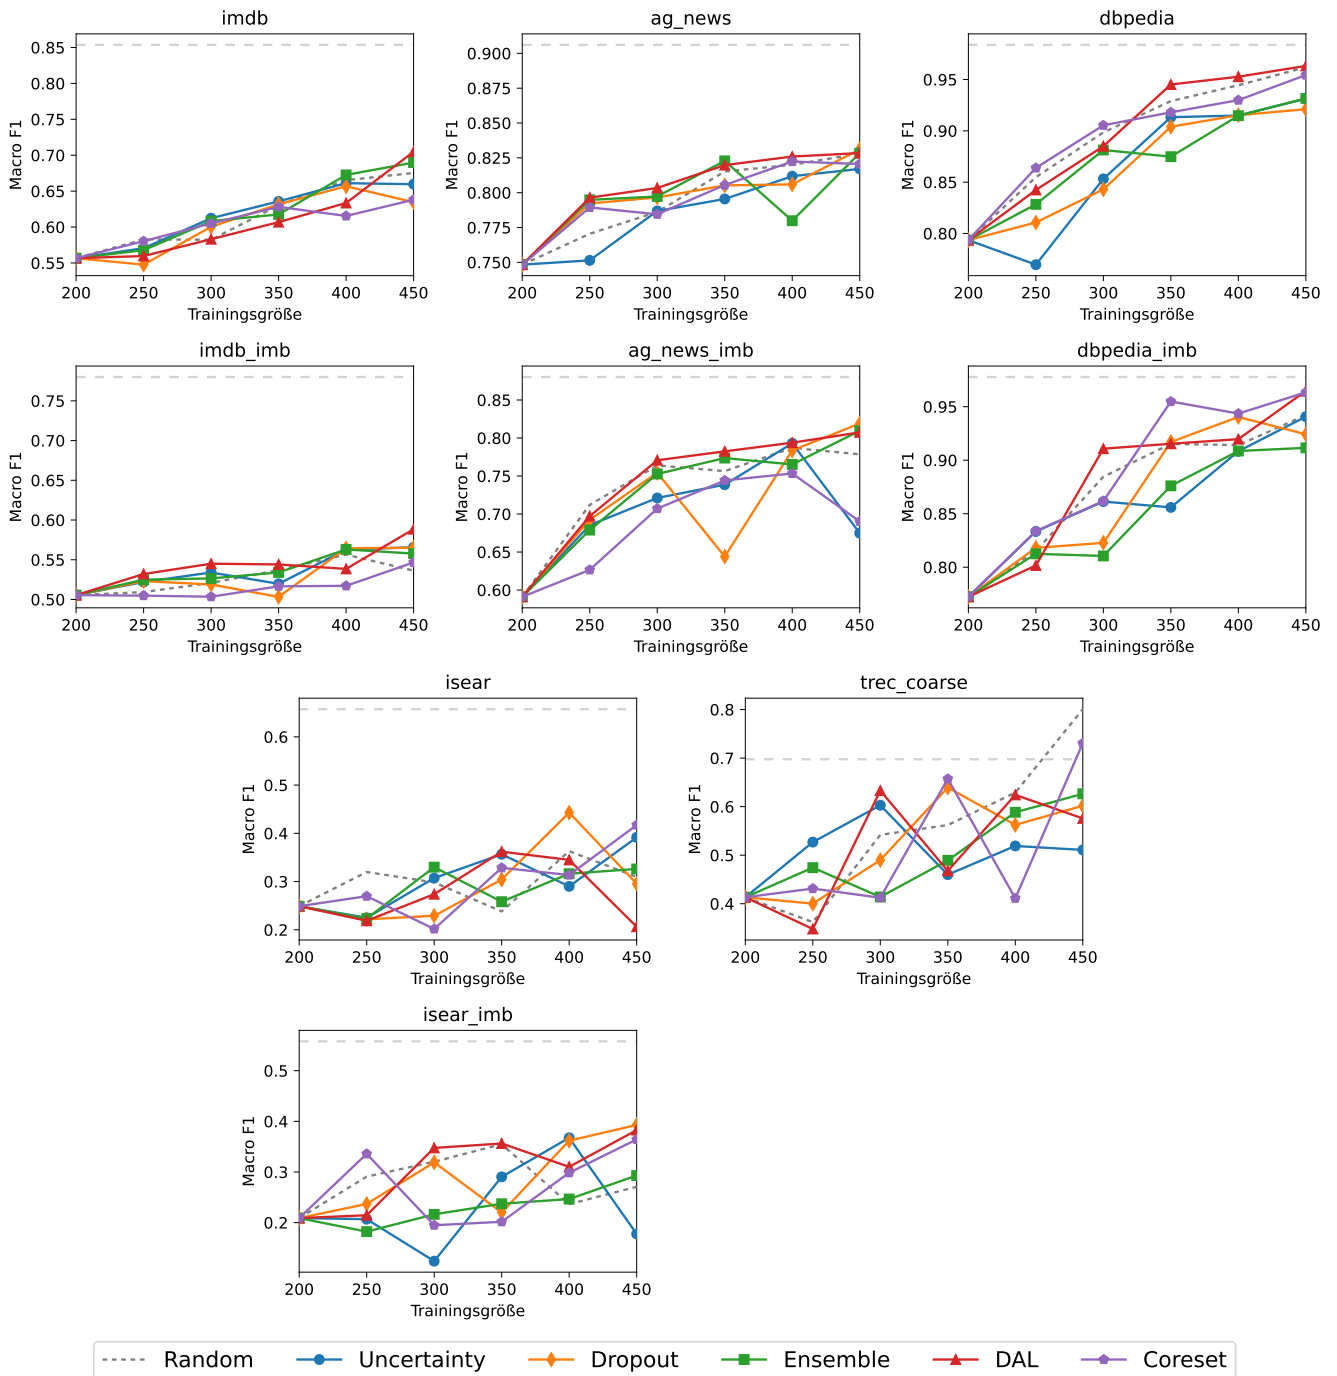 imdb
ag_news
dbpedia
Macro F1
0.85
0.80
0.75
0.70
0.65
0.60
0.55
200 250 300 350 400 450
Trainingsgröße
Macro F1
0.900
0.875
0.850
0.825
0.800
0.775
0.750
200 250 300 350 400 450
Trainingsgröße
Macro F1
0.95
0.90
0.85
0.80
200 250 300 350 400 450
Trainingsgröße
imdb_imb
ag_news_imb
dbpedia_imb
Macro F1
0.75
0.70
0.65
0.60
0.55
0.50
200 250 300 350 400 450
Trainingsgröße
Macro F1
0.85
0.80
0.75
0.70
0.65
0.60
200 250 300 350 400 450
Trainingsgröße
Macro F1
0.95
0.90
0.85
0.80
200 250 300 350 400 450
Trainingsgröße
isear
trec_coarse
Macro F1
0.6
0.5
0.4
0.3
0.2
200 250 300 350 400 450
Trainingsgröße
Macro F1
0.8
0.7
0.6
0.5
0.4
200 250 300 350 400 450
Trainingsgröße
isear_imb
Macro F1
0.5
0.4
0.3
0.2
200 250 300 350 400 450
Trainingsgröße
Random Uncertainty Dropout Ensemble DAL Coreset